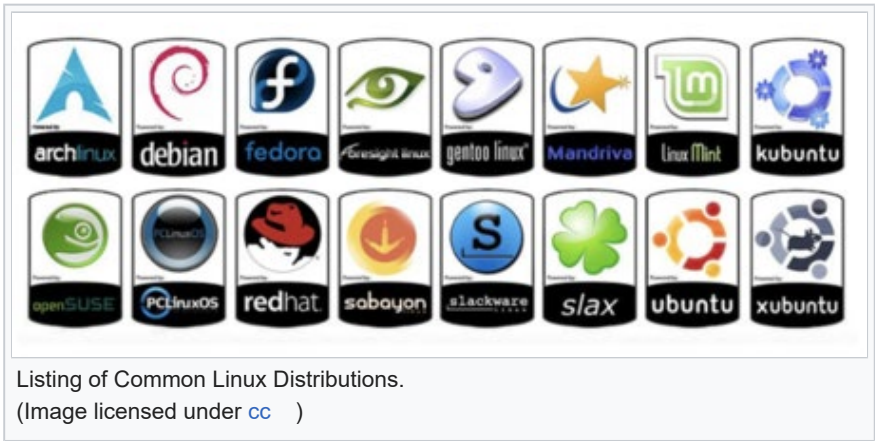 archlinux
debian
fedora
foresight linux
gentoo linux
Mandriva
Linux Mint
kubuntu
openSUSE
PCLinuxOS
PCLinuxOS
redhat.
sabayon
S
slackware
slax
ubuntu
xubuntu
Listing of Common Linux Distributions.
(Image licensed under cc )